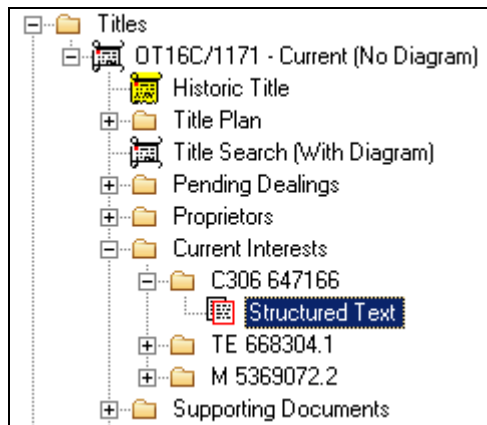 Titles
OT16C/1171 - Current (No Diagram)
Historic Title
Title Plan
Title Search (With Diagram)
Pending Dealings
Proprietors
Current Interests
C306 647166
Structured Text
TE 668304.1
M 5369072.2
Supporting Documents